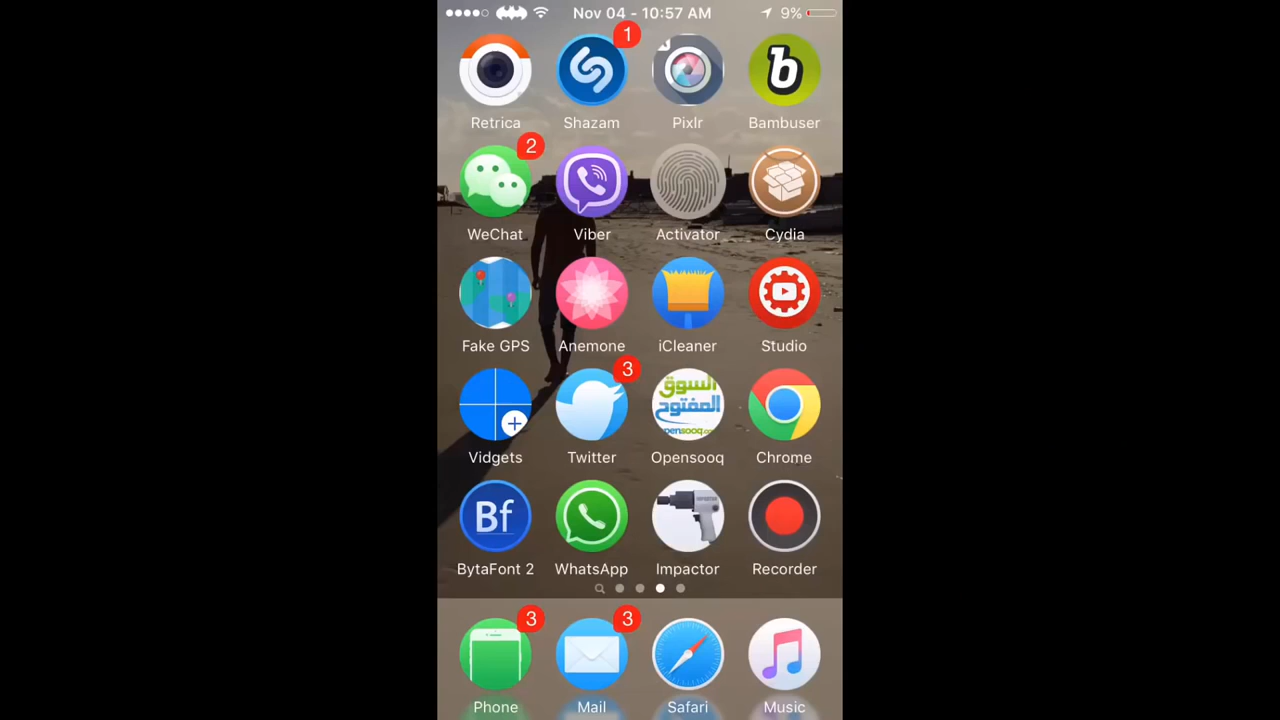 Nov 04 - 10:57 AM 9%
1
Retrica Shazam Pixlr Bambuser
2
WeChat Viber Activator Cydia
Fake GPS Anemone iCleaner Studio
3
السوق
المفتوح
opensooq.co
Vidgets Twitter Opensooq Chrome
Bf
IMPACTOR
BytaFont 2 WhatsApp Impactor Recorder
3 3
Phone Mail Safari Music